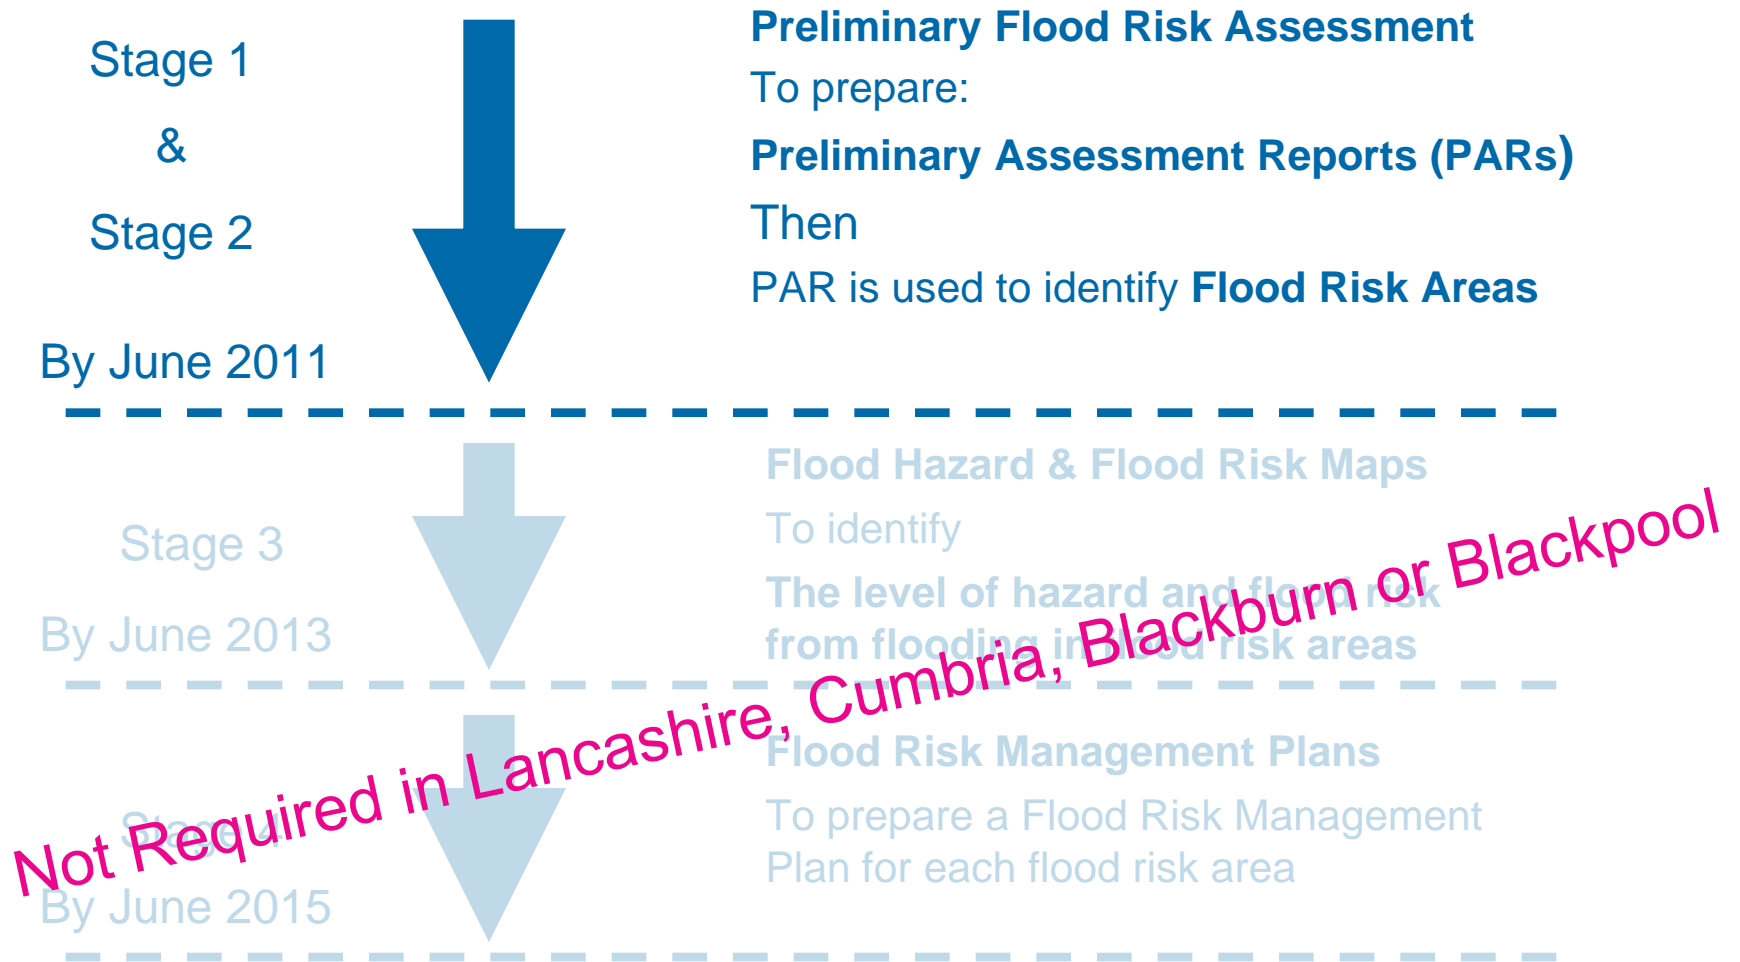 Stage 1
&
Stage 2
By June 2011
Preliminary Flood Risk Assessment
To prepare:
Preliminary Assessment Reports (PARs)
Then
PAR is used to identify Flood Risk Areas
Stage 3
By June 2013
Flood Hazard & Flood Risk Maps
To identify
The level of hazard and flood risk
from flooding in flood risk areas
Not Required in Lancashire, Cumbria, Blackburn or Blackpool
Stage 4
By June 2015
Flood Risk Management Plans
To prepare a Flood Risk Management
Plan for each flood risk area